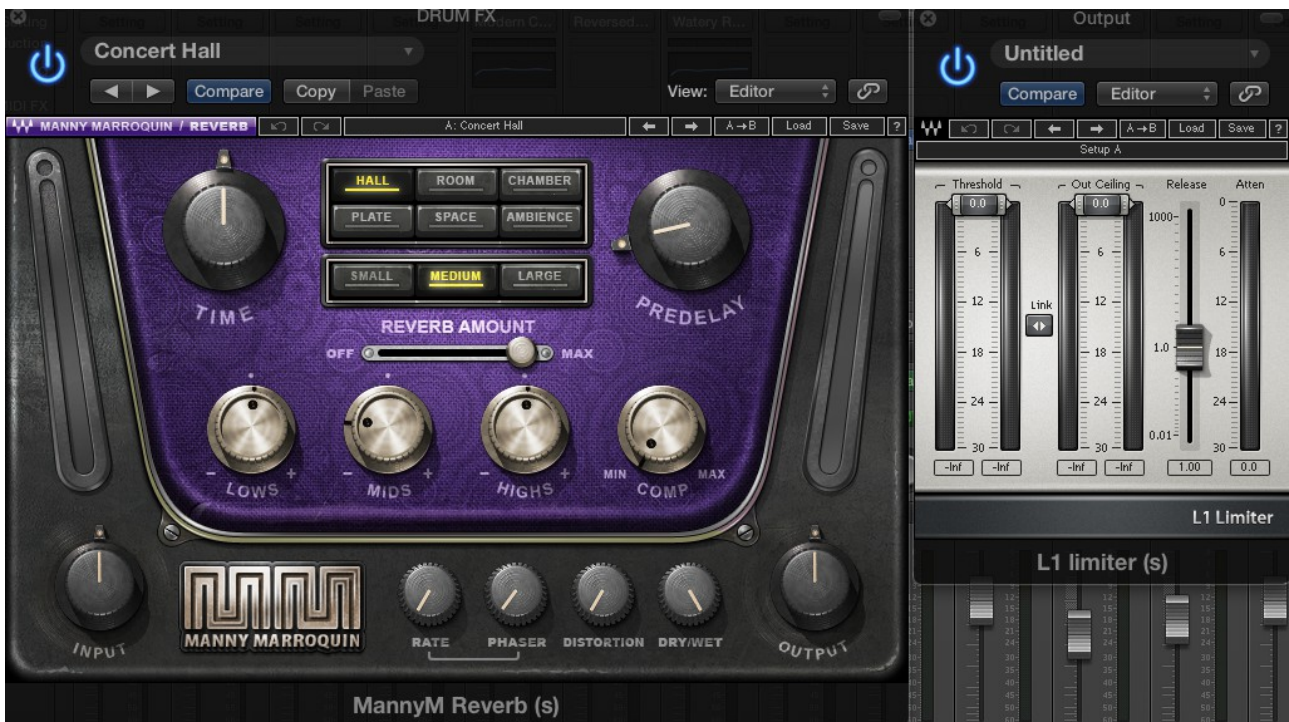 DRUM FX
Concert Hall
Compare
Copy
Paste
View:
Editor
MANNY MARROQUIN / REVERB
A: Concert Hall
A→B
Load
Save
?
HALL
ROOM
CHAMBER
PLATE
SPACE
AMBIENCE
SMALL
MEDIUM
LARGE
TIME
PREDELAY
REVERB AMOUNT
OFF
MAX
- LOWS +
- MIDS +
- HIGHS +
MIN COMP MAX
INPUT
MANNY MARROQUIN
RATE
PHASER
DISTORTION
DRY/WET
OUTPUT
MannyM Reverb (s)
Output
Untitled
Compare
Editor
A→B
Load
Save
?
Setup A
Threshold
Out Ceiling
Release
Atten
0.0
0.0
1000
0
6
6
6
12
12
12
Link
18
18
1.0
18
24
24
24
0.01
30
30
30
-Inf
-Inf
-Inf
-Inf
1.00
0.0
L1 Limiter
L1 limiter (s)